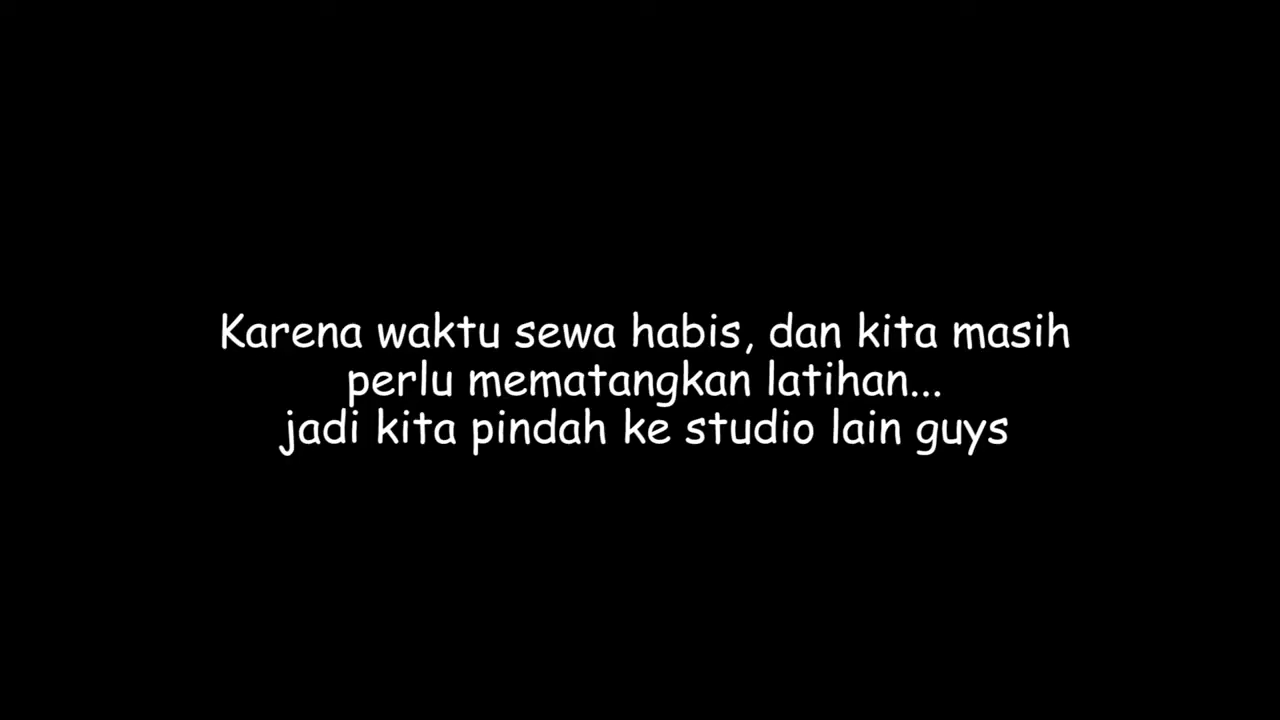 Karena waktu sewa habis, dan kita masih
perlu mematangkan latihan...
jadi kita pindah ke studio lain guys